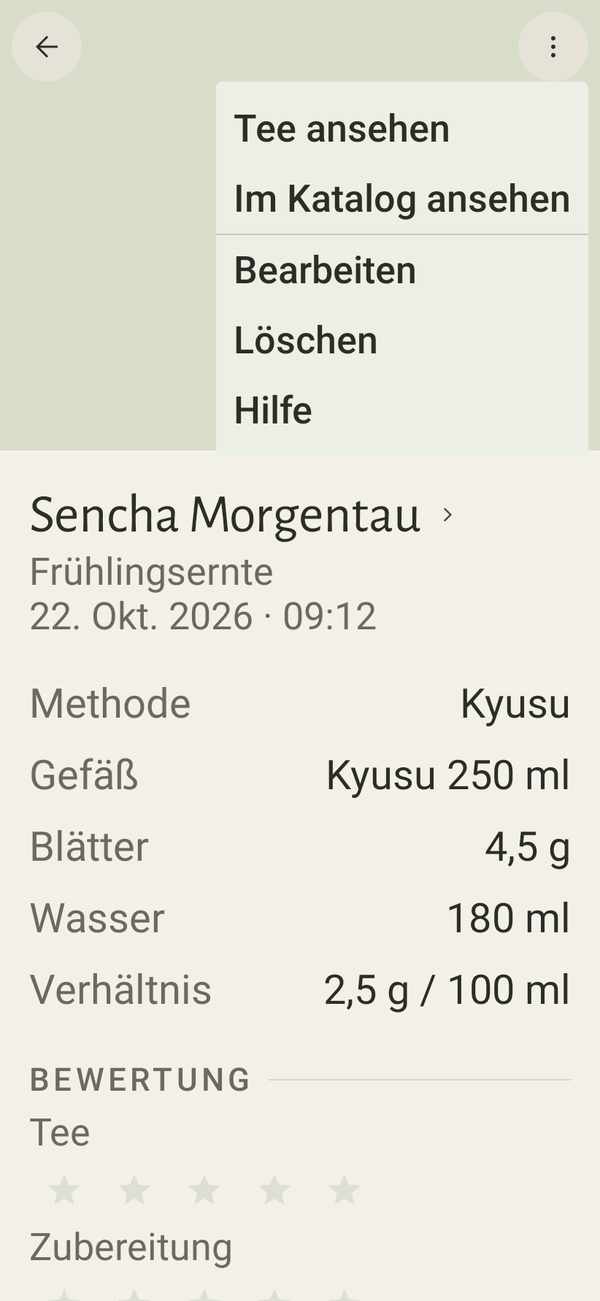 Tee ansehen
Im Katalog ansehen
Bearbeiten
Löschen
Hilfe
Sencha Morgentau
Frühlingsernte
22. Okt. 2026 · 09:12
Methode Kyusu
Gefäß Kyusu 250 ml
Blätter 4,5 g
Wasser 180 ml
Verhältnis 2,5 g / 100 ml
BEWERTUNG
Tee
Zubereitung